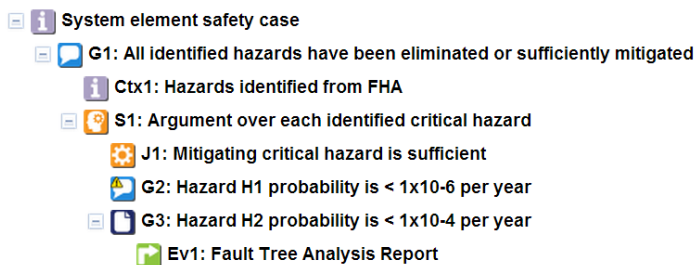 System element safety case
G1: All identified hazards have been eliminated or sufficiently mitigated
Ctx1: Hazards identified from FHA
S1: Argument over each identified critical hazard
J1: Mitigating critical hazard is sufficient
G2: Hazard H1 probability is < 1x10-6 per year
G3: Hazard H2 probability is < 1x10-4 per year
Ev1: Fault Tree Analysis Report